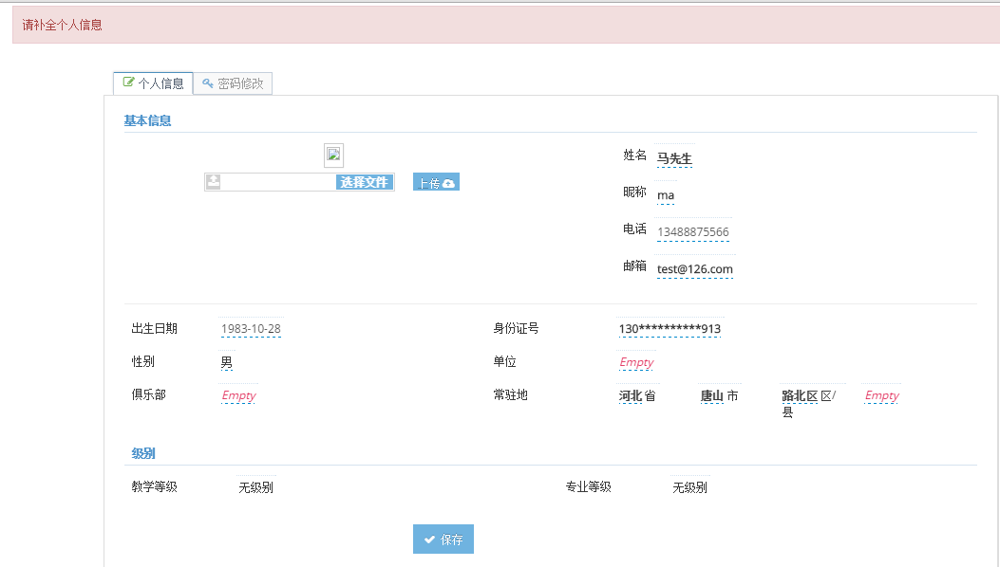 请补全个人信息
个人信息 密码修改
基本信息
选择文件 上传
姓名 马先生
昵称 ma
电话 13488875566
邮箱 test@126.com
出生日期 1983-10-28 身份证号 130**********913
性别 男 单位 Empty
俱乐部 Empty 常驻地 河北 省 唐山 市 路北区 区/ Empty
县
级别
教学等级 无级别 专业等级 无级别
保存